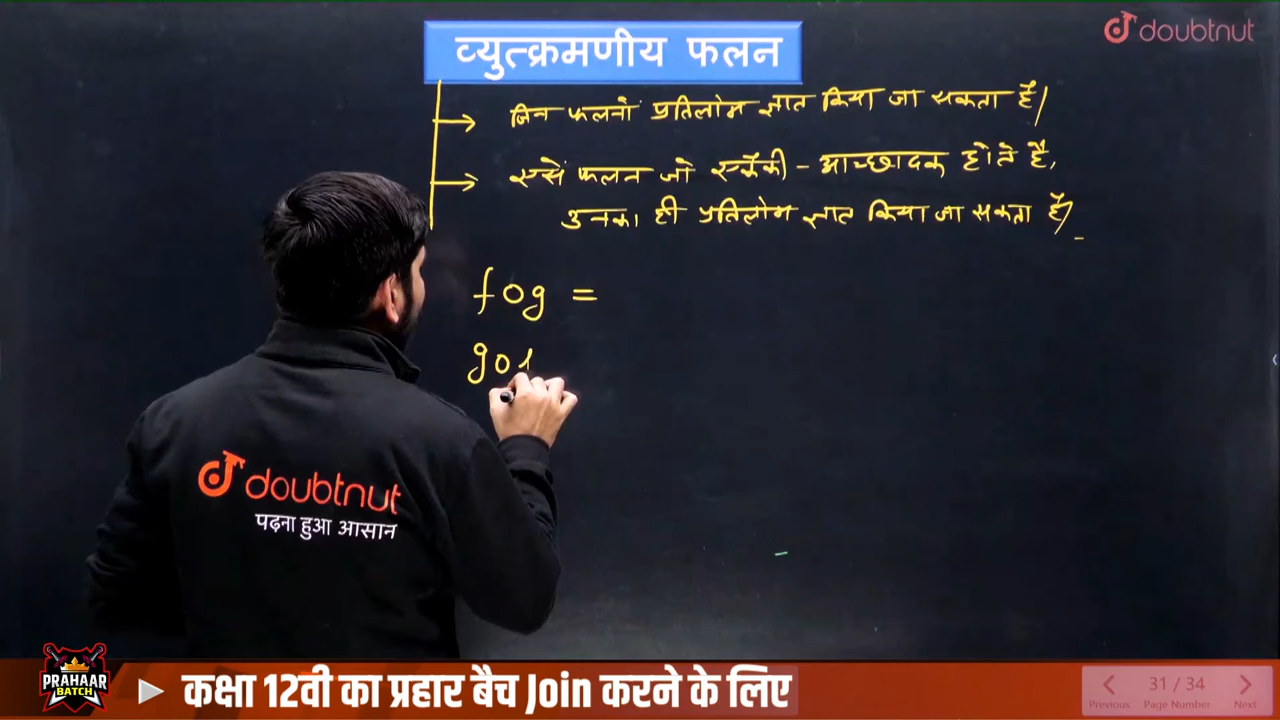 doubtnut
व्युत्क्रमणीय फलन
जिन फलनों प्रतिलोम ज्ञात किया जा सकता है।
ऐसे फलन जो एकैकी - आच्छादक होते है,
उनका ही प्रतिलोम ज्ञात किया जा सकता है।
fog =
go
doubtnut
पढ़ना हुआ आसान
PRAHAAR
BATCH
कक्षा 12वी का प्रहार बैच Join करने के लिए
31 / 34
Previous Page Number Next